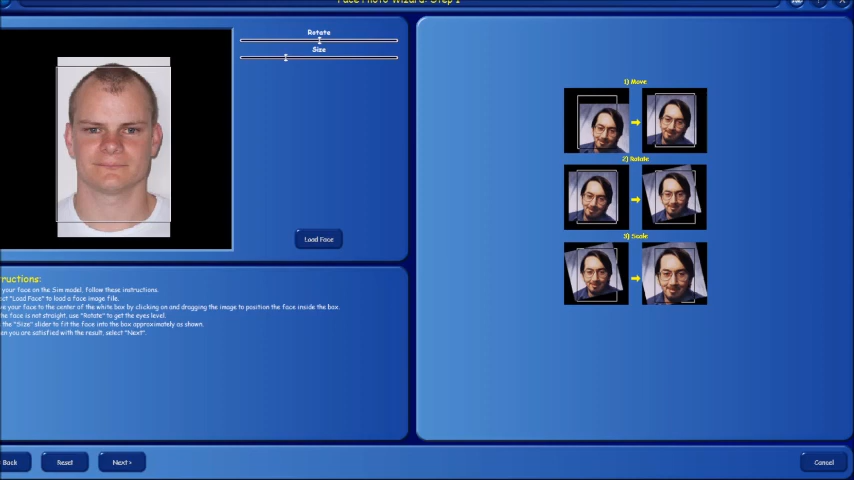 Face Photo Wizard: Step 1
Rotate
Size
Load Face
1) Move
2) Rotate
3) Scale
ructions:
your face on the Sim model, follow these instructions.
ct "Load Face" to load a face image file.
ve your face to the center of the white box by clicking on and dragging the image to position the face inside the box.
the face is not straight, use "Rotate" to get the eyes level.
the "Size" slider to fit the face into the box approximately as shown.
en you are satisfied with the result, select "Next".
Back
Reset
Next>
Cancel